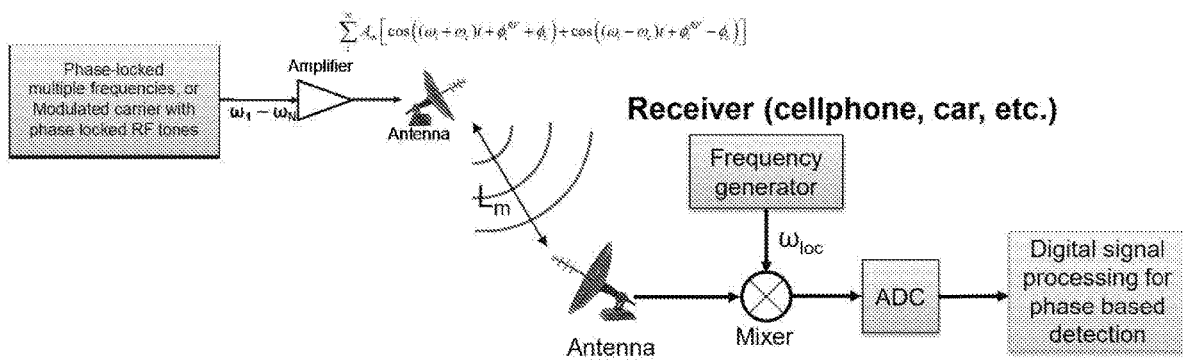 Phase-locked
multiple frequencies, or
Modulated carrier with
phase locked RF tones
ω₁ − ωN
Amplifier
Antenna
Lm
Receiver (cellphone, car, etc.)
Frequency
generator
ωloc
Antenna
Mixer
ADC
Digital signal
processing for
phase based
detection